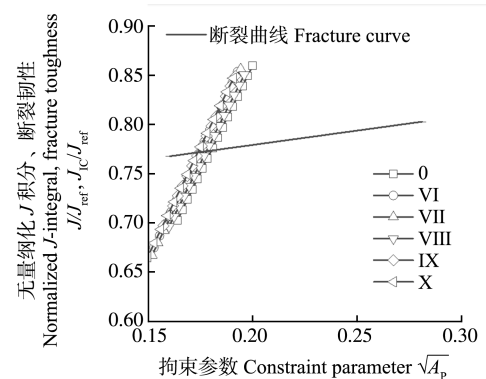 无量纲化 J 积分、断裂韧性
Normalized J-integral, fracture toughness
J/J_ref, J_IC/J_ref
0.90
0.85
0.80
0.75
0.70
0.65
0.60
断裂曲线 Fracture curve
0
VI
VII
VIII
IX
X
0.15
0.20
0.25
0.30
拘束参数 Constraint parameter √A_P